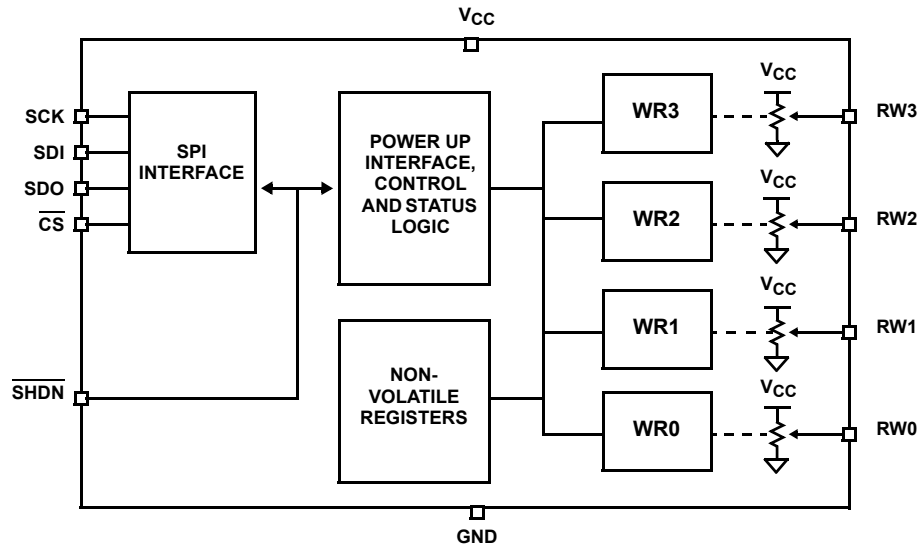 VCC
SCK
SDI
SDO
CS
SPI
INTERFACE
SHDN
POWER UP
INTERFACE,
CONTROL
AND STATUS
LOGIC
NON-
VOLATILE
REGISTERS
WR3
VCC
RW3
WR2
VCC
RW2
WR1
VCC
RW1
WR0
VCC
RW0
GND